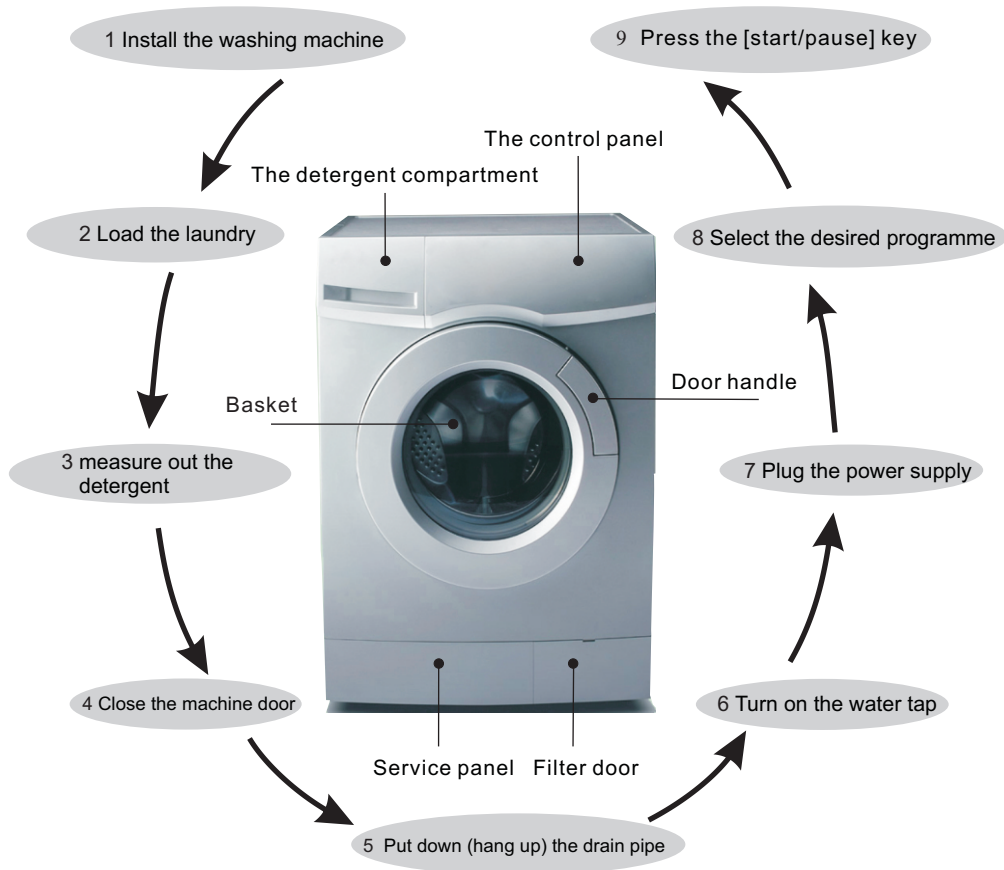 1 Install the washing machine
9 Press the [start/pause] key
The control panel
The detergent compartment
2 Load the laundry
8 Select the desired programme
Door handle
Basket
3 measure out the
detergent
7 Plug the power supply
4 Close the machine door
6 Turn on the water tap
Service panel
Filter door
5 Put down (hang up) the drain pipe